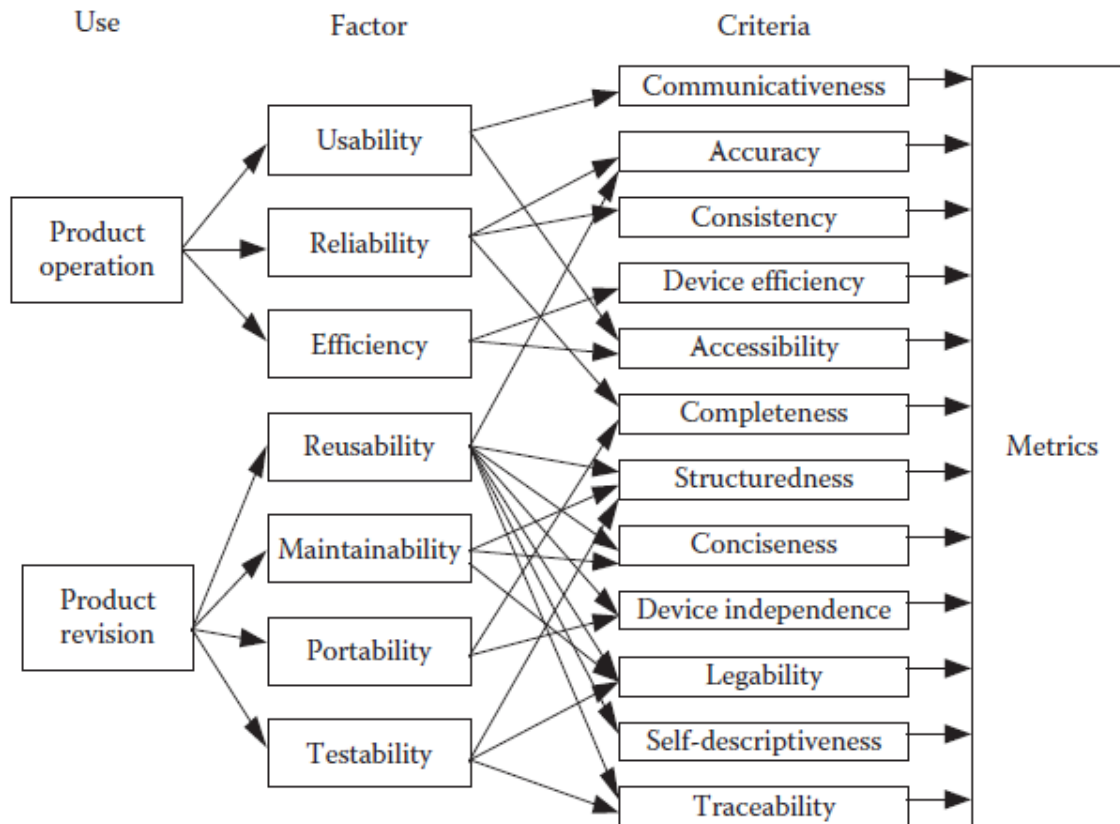 Use
Factor
Criteria
Product
operation
Product
revision
Usability
Reliability
Efficiency
Reusability
Maintainability
Portability
Testability
Communicativeness
Accuracy
Consistency
Device efficiency
Accessibility
Completeness
Structuredness
Conciseness
Device independence
Legability
Self-descriptiveness
Traceability
Metrics